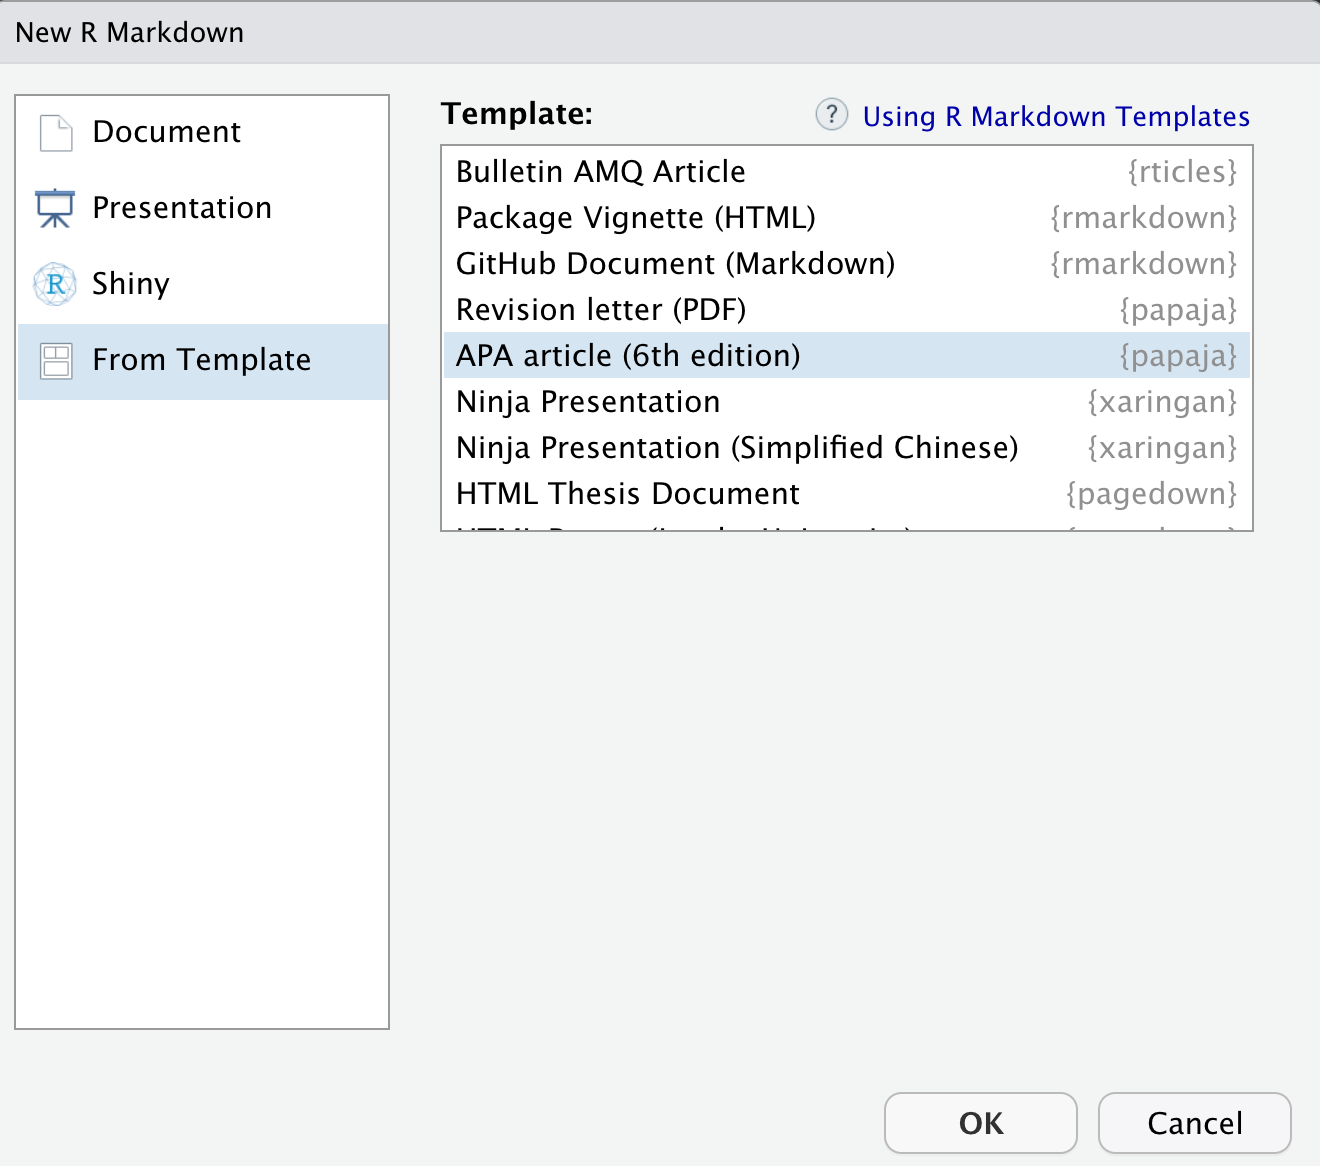 New R Markdown
Document
Presentation
Shiny
From Template
Template:
? Using R Markdown Templates
Bulletin AMQ Article {rticles}
Package Vignette (HTML) {rmarkdown}
GitHub Document (Markdown) {rmarkdown}
Revision letter (PDF) {papaja}
APA article (6th edition) {papaja}
Ninja Presentation {xaringan}
Ninja Presentation (Simplified Chinese) {xaringan}
HTML Thesis Document {pagedown}
OK Cancel